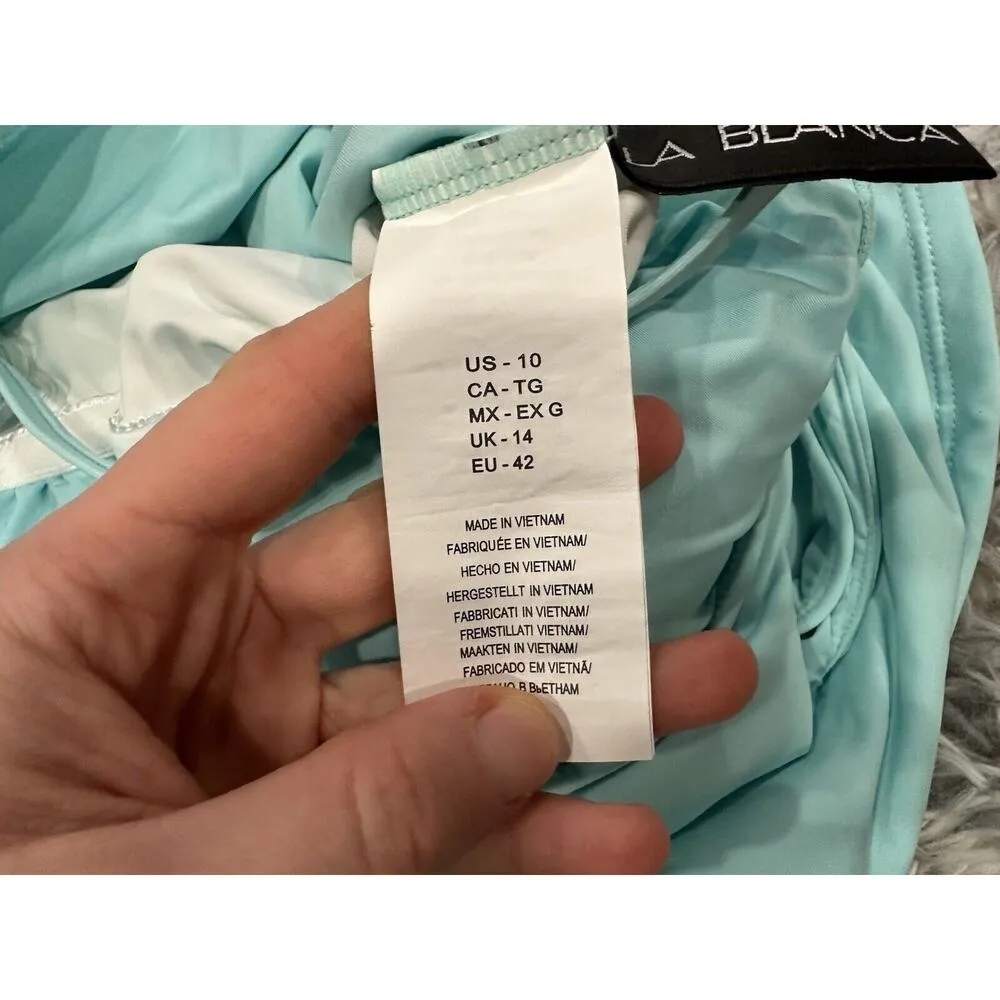 LA BLANCA
US - 10
CA - TG
MX - EX G
UK - 14
EU - 42
MADE IN VIETNAM
FABRIQUÉE EN VIETNAM/
HECHO EN VIETNAM/
HERGESTELLT IN VIETNAM
FABBRICATI IN VIETNAM/
FREMSTILLATI VIETNAM/
MAAKTEN IN VIETNAM/
FABRICADO EM VIETNÃ/
В ВЬЕТНАМ